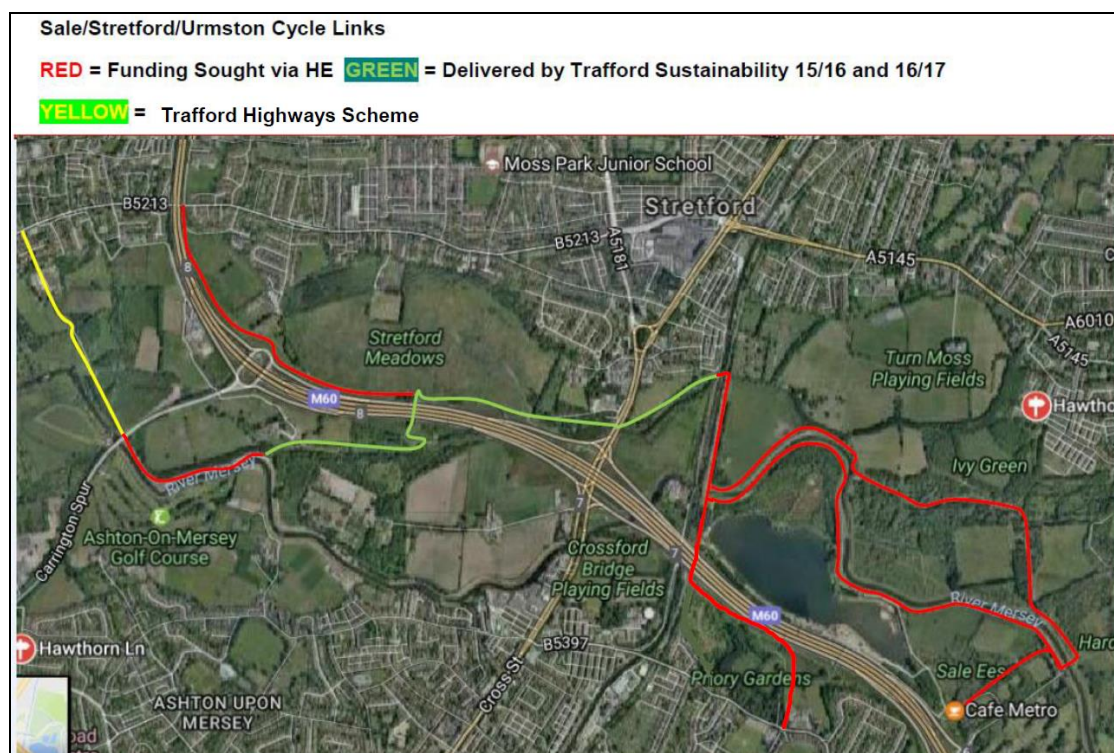 Sale/Stretford/Urmston Cycle Links
RED = Funding Sought via HE GREEN = Delivered by Trafford Sustainability 15/16 and 16/17
YELLOW = Trafford Highways Scheme
Moss Park Junior School
B5213
Stretford
B5213
A5181
A5145
8
A6010
A5145
Stretford
Meadows
Turn Moss
Playing Fields
M60
8
Hawtho
Ivy Green
River Mersey
Carrington Spur
7
Ashton-On-Mersey
Golf Course
Crossford
Bridge
Playing Fields
7
M60
River Mersey
B5397
Hawthorn Ln
Cross St
Priory Gardens
Sale Ees
Hard
ASHTON UPON
MERSEY
Cafe Metro